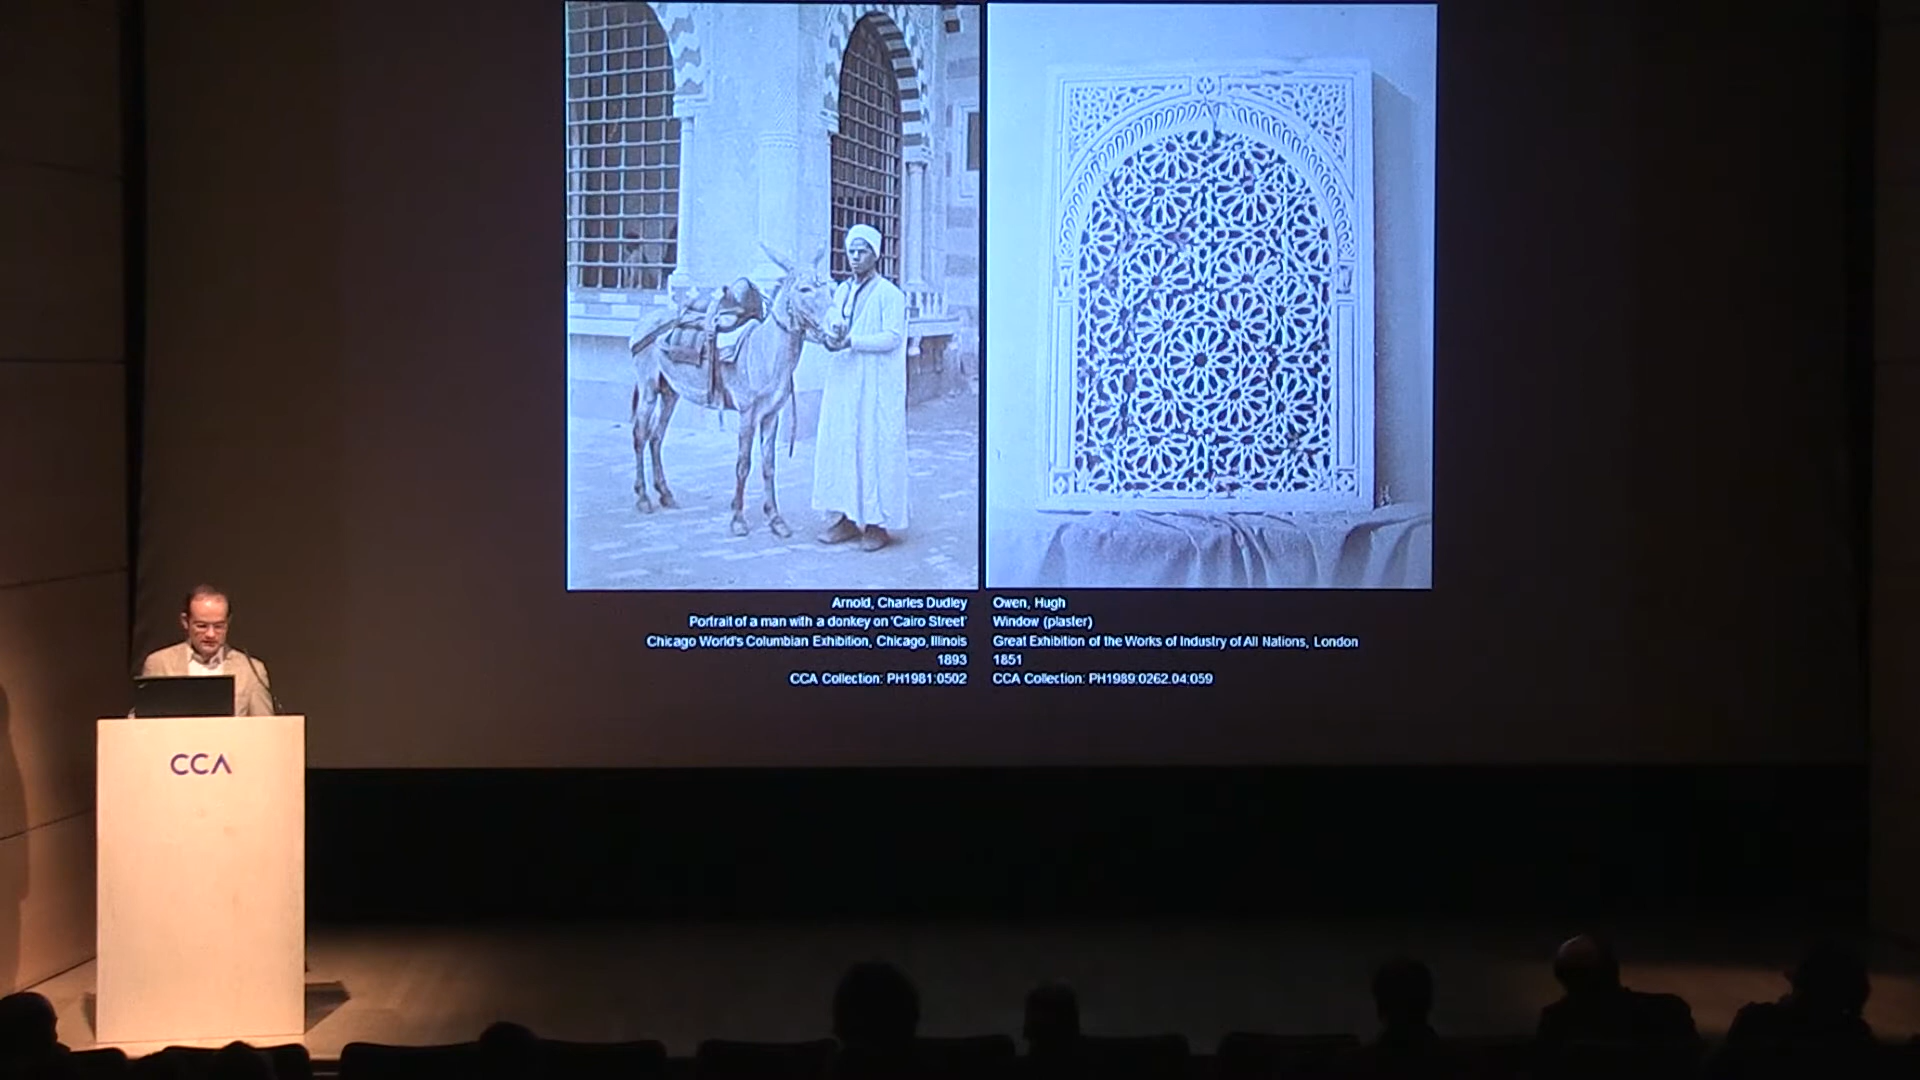 Arnold, Charles Dudley
Portrait of a man with a donkey on 'Cairo Street'
Chicago World's Columbian Exhibition, Chicago, Illinois
1893
CCA Collection: PH1981:0502
Owen, Hugh
Window (plaster)
Great Exhibition of the Works of Industry of All Nations, London
1851
CCA Collection: PH1989:0262.04:059
CCA